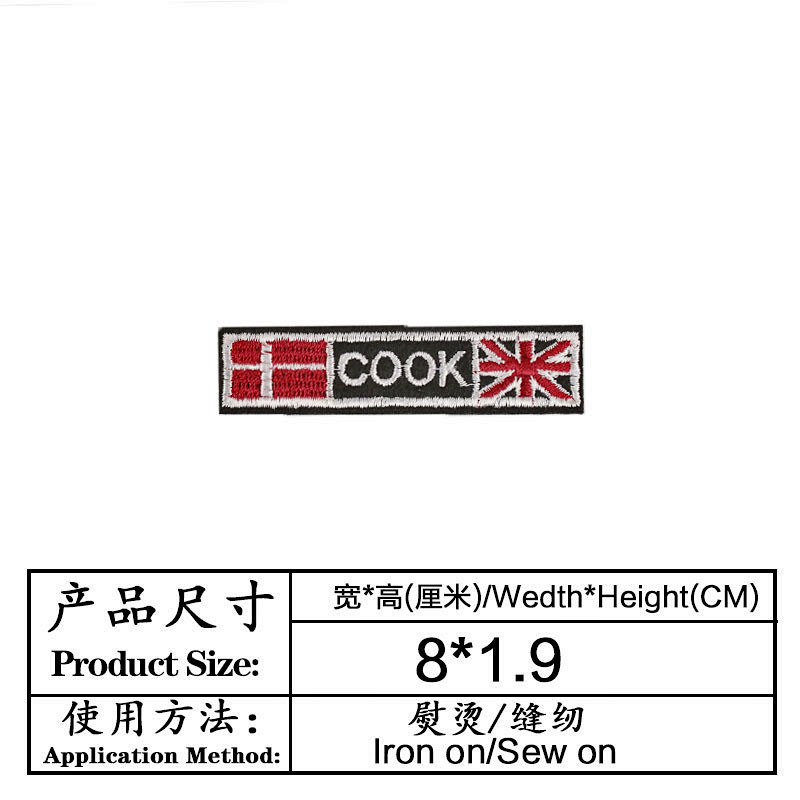 COOK
产品尺寸
Product Size:
宽*高(厘米)/Wedth*Height(CM)
8*1.9
使用方法:
Application Method:
熨烫/缝纫
Iron on/Sew on